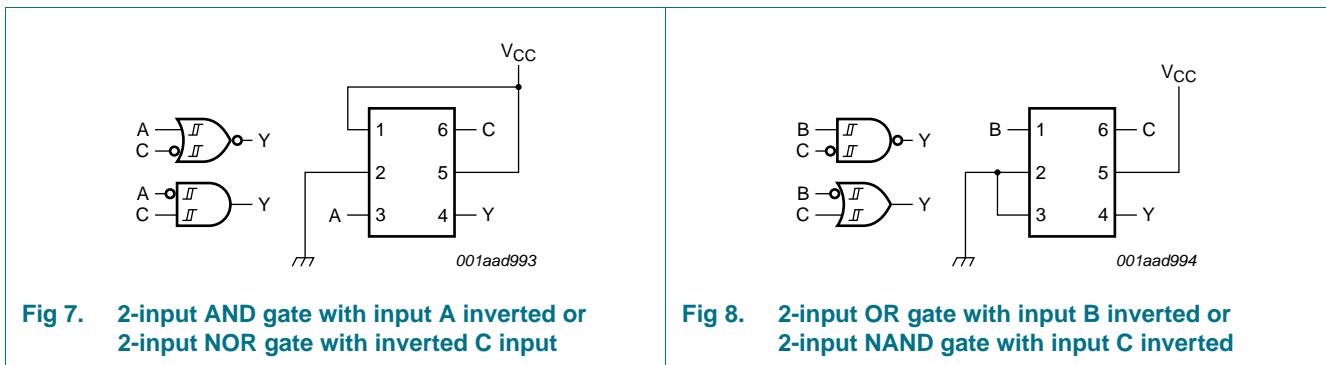 VCC
A
C
Y
A
C
Y
1
6
C
2
5
A
3
4
Y
001aad993
Fig 7. 2-input AND gate with input A inverted or
2-input NOR gate with inverted C input
VCC
B
C
Y
B
C
Y
B
1
6
C
2
5
3
4
Y
001aad994
Fig 8. 2-input OR gate with input B inverted or
2-input NAND gate with input C inverted